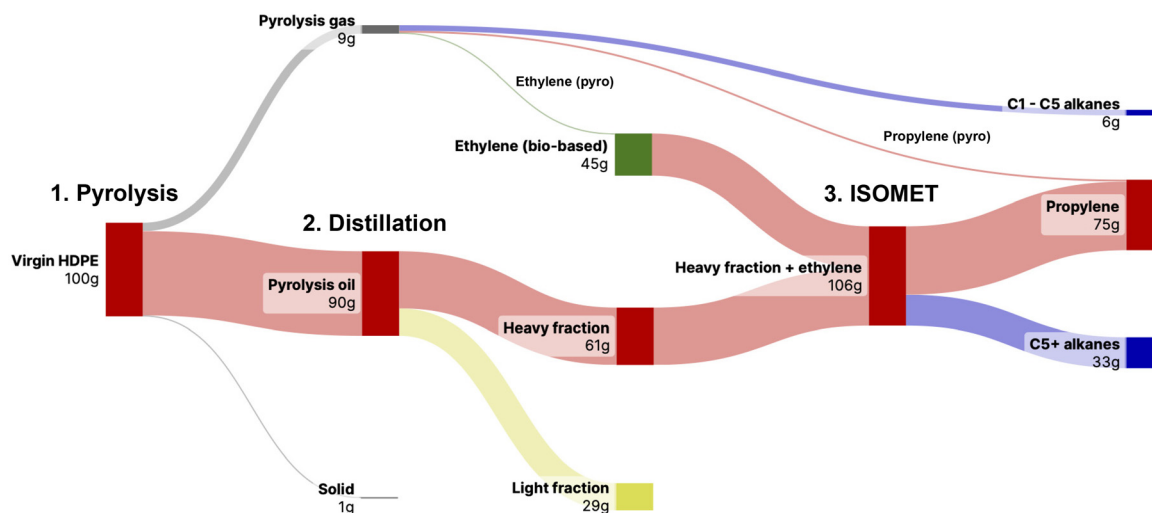 Pyrolysis gas
9g
Ethylene (pyro)
C1 - C5 alkanes
6g
Ethylene (bio-based)
45g
Propylene (pyro)
1. Pyrolysis
3. ISOMET
2. Distillation
Propylene
75g
Virgin HDPE
100g
Pyrolysis oil
90g
Heavy fraction + ethylene
106g
Heavy fraction
61g
C5+ alkanes
33g
Solid
1g
Light fraction
29g